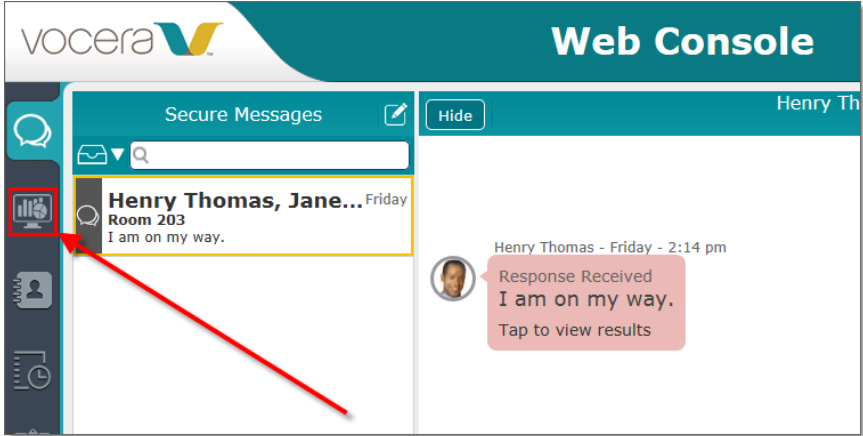 vocera
Web Console
Secure Messages
Hide
Henry Th
Henry Thomas, Jane... Friday
Room 203
I am on my way.
Henry Thomas - Friday - 2:14 pm
Response Received
I am on my way.
Tap to view results